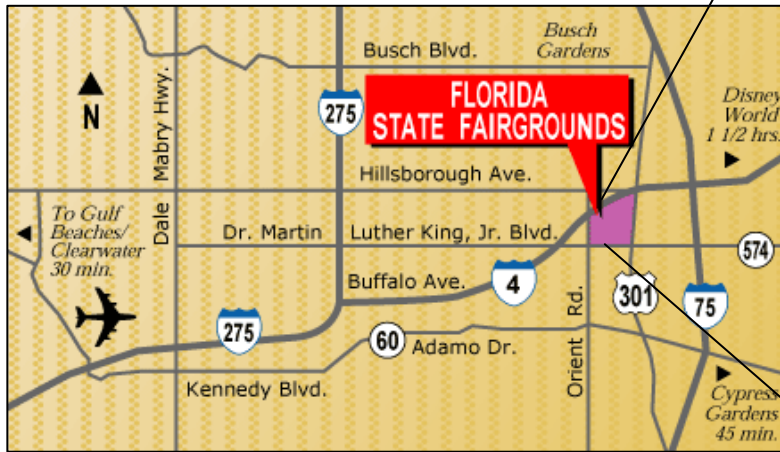 Busch Blvd.
Busch
Gardens
N
Dale Mabry Hwy.
275
FLORIDA
STATE FAIRGROUNDS
Disney
World
1 1/2 hrs.
Hillsborough Ave.
To Gulf
Beaches/
Clearwater
30 min.
Dr. Martin Luther King, Jr. Blvd.
574
Buffalo Ave.
4
301
75
275
60
Adamo Dr.
Orient Rd.
Kennedy Blvd.
Cypress
Gardens
45 min.